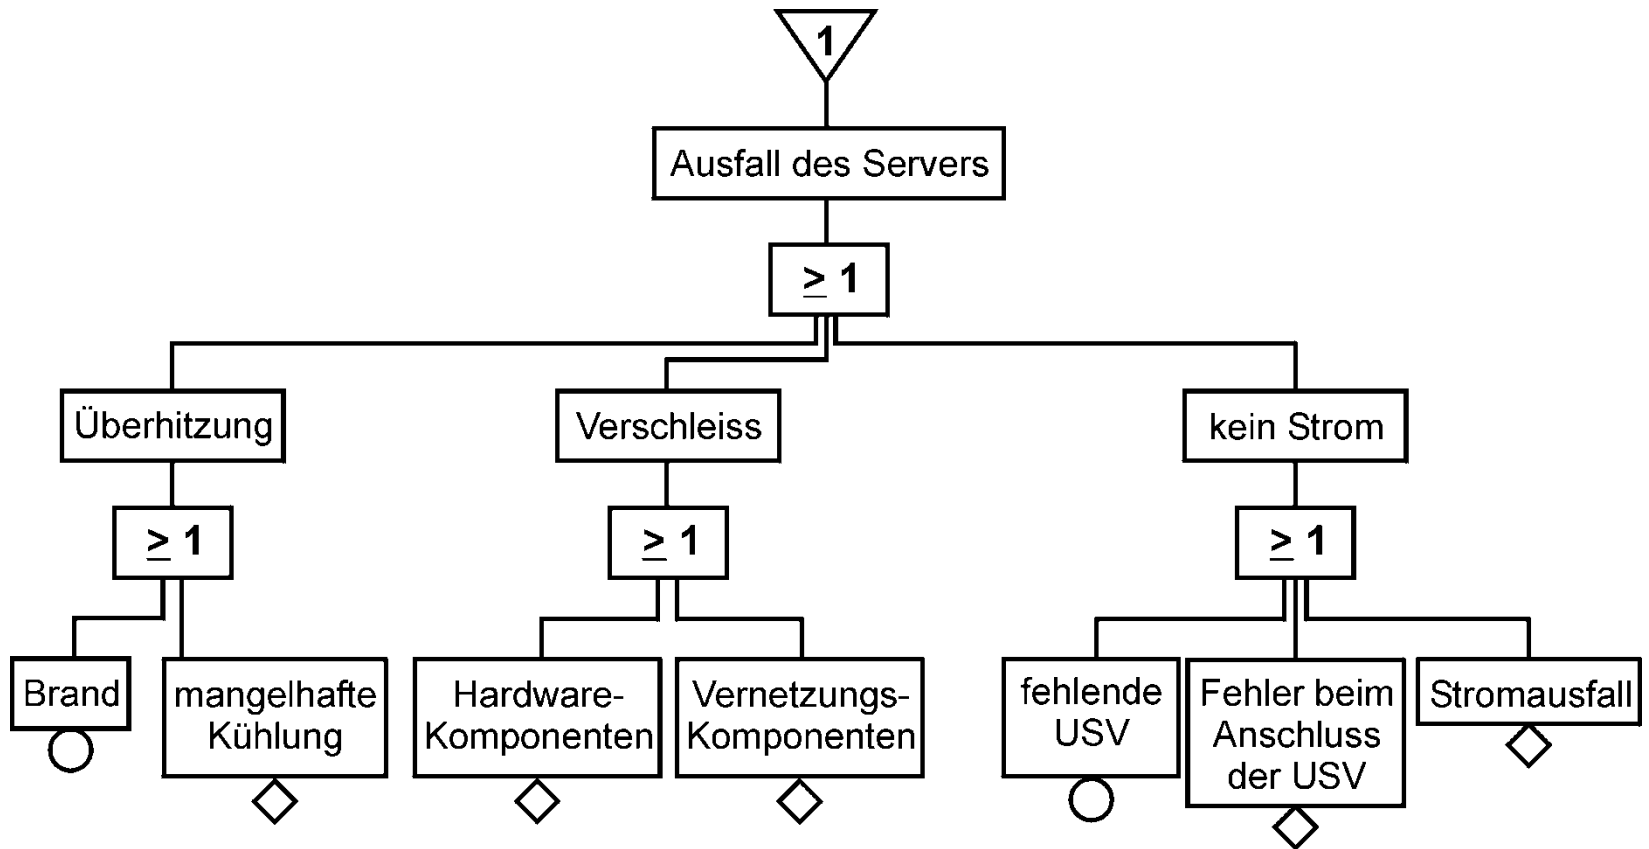 1
Ausfall des Servers
≥ 1
Überhitzung
Verschleiss
kein Strom
≥ 1
≥ 1
≥ 1
Brand
mangelhafte
Kühlung
Hardware-
Komponenten
Vernetzungs-
Komponenten
fehlende
USV
Fehler beim
Anschluss
der USV
Stromausfall